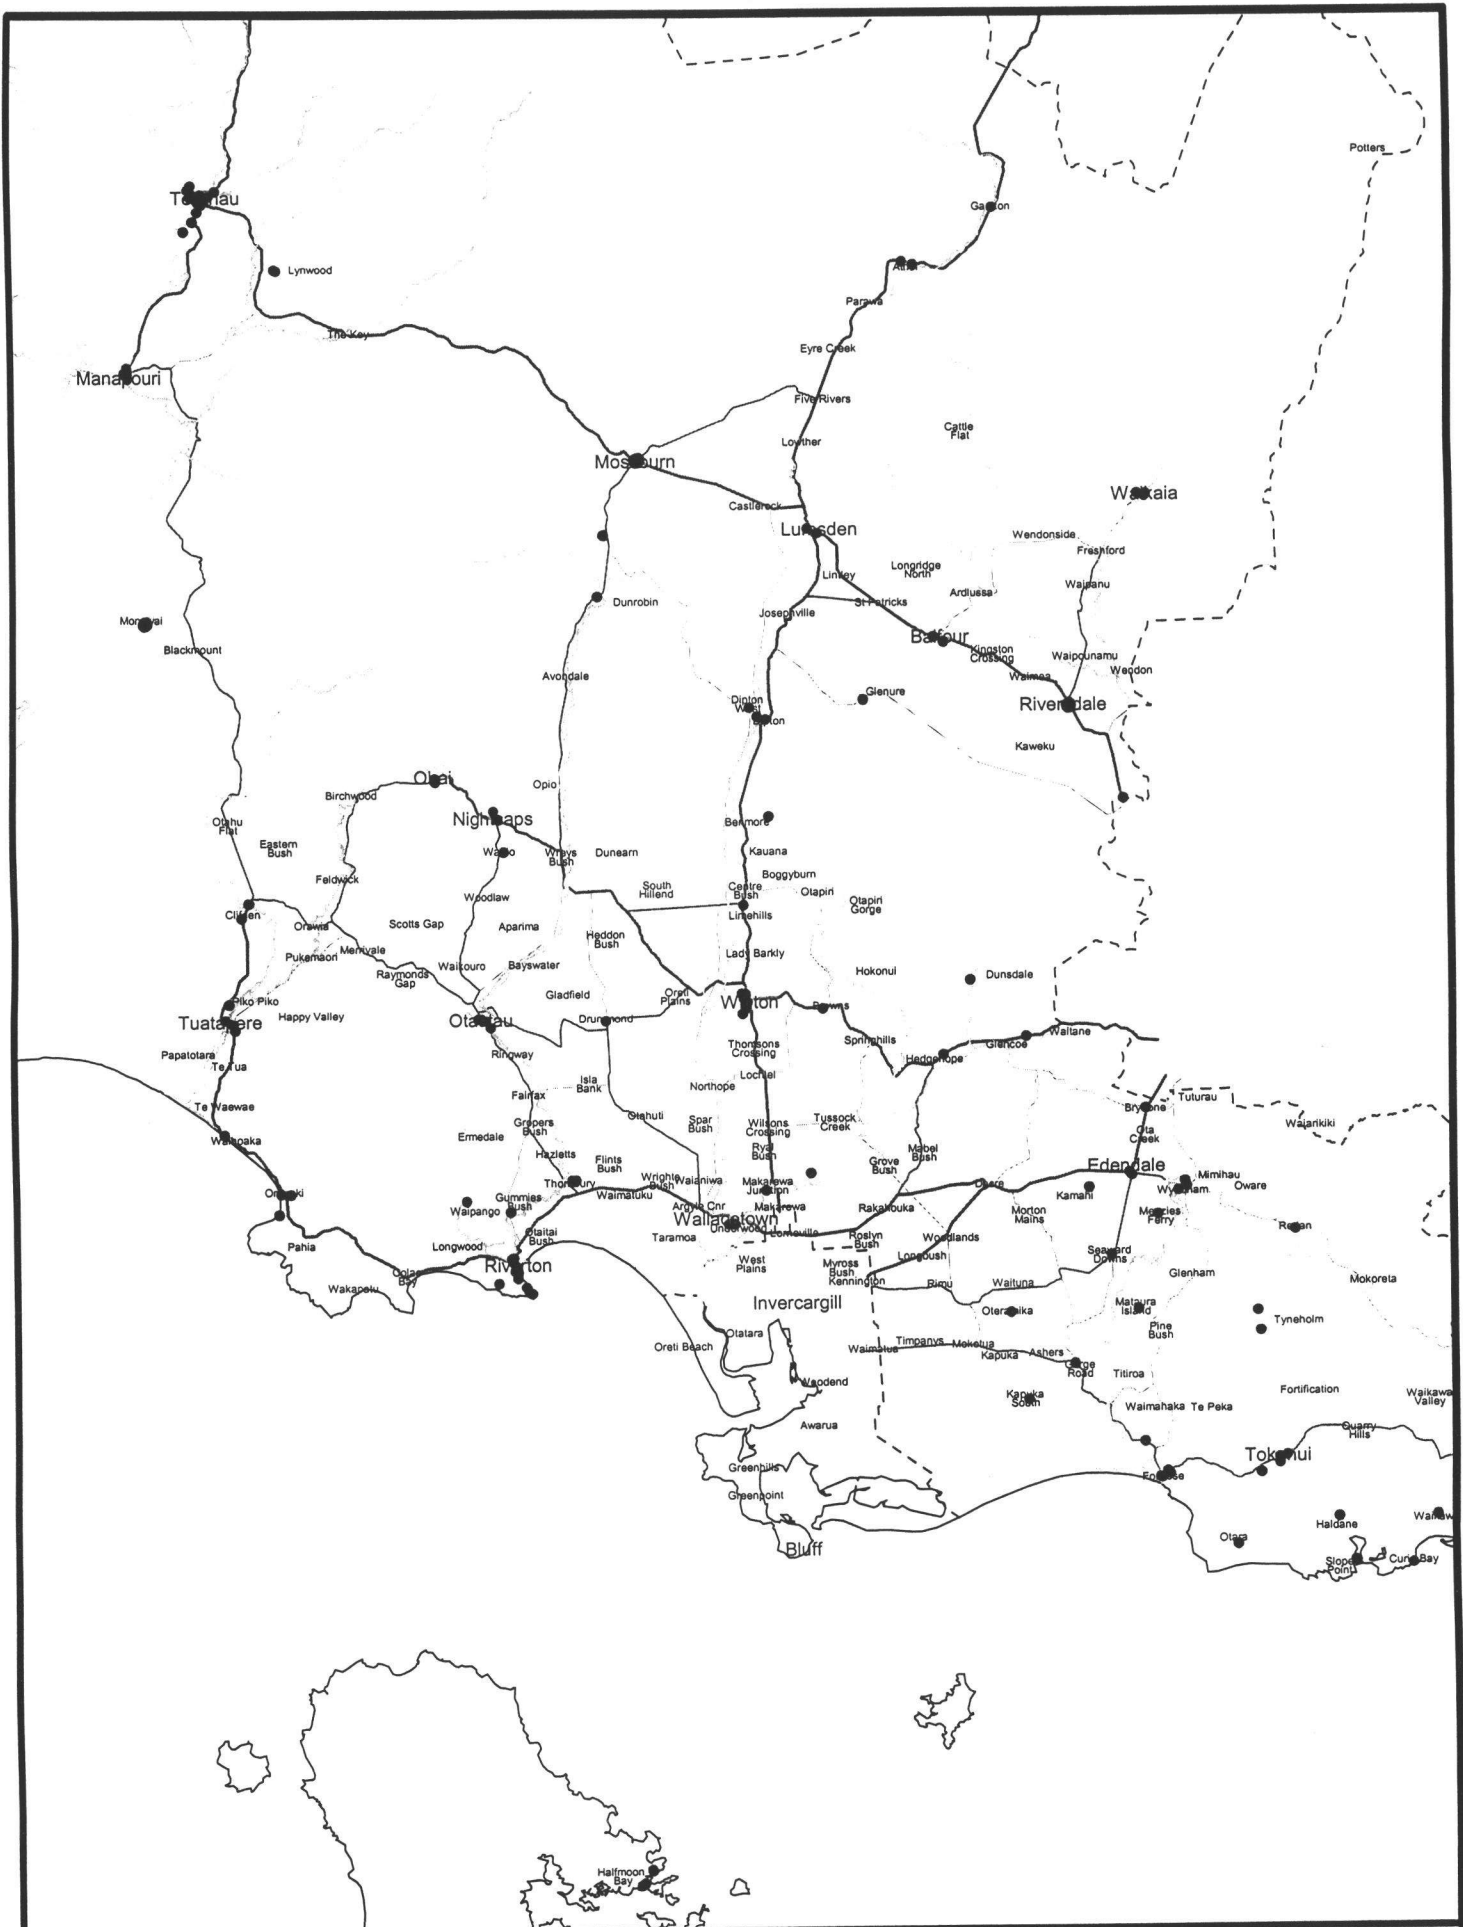 Potters
Te Anau
Garston
Lynwood
Athol
Parawa
The Key
Eyre Creek
Manapouri
Five Rivers
Cattle
Flat
Lowther
Mossburn
Waikaia
Castlerock
Lumsden
Wendonside
Freshford
Longridge
North
Lintley
Waipanu
Ardlussa
Dunrobin
St Patricks
Josephville
Monowai
Balfour
Blackmount
Kingston
Crossing
Waipounamu
Wendon
Avondale
Waimea
Glenure
Dipton
West
Riversdale
Dipton
Kaweku
Ohai
Opio
Birchwood
Nightcaps
Otahu
Flat
Benmore
Eastern
Bush
Wairio
Wreys
Bush
Dunearn
Kauana
Boggyburn
Feldwick
South
Hillend
Centre
Bush
Otapiri
Woodlaw
Otapiri
Gorge
Clifden
Limehills
Orawia
Scotts Gap
Aparima
Heddon
Bush
Merrivale
Pukemaori
Lady Barkly
Waikouro
Bayswater
Raymonds
Gap
Hokonui
Dunsdale
Gladfield
Oreti
Plains
Piko Piko
Winton
Browns
Happy Valley
Tuatapere
Otautau
Drummond
Waitane
Springhills
Glencoe
Thomsons
Crossing
Papatotara
Ringway
Hedgehope
Te Tua
Lochiel
Isla
Bank
Northope
Fairfax
Tuturau
Te Waewae
Brydone
Otahuti
Gropers
Bush
Spar
Bush
Wilsons
Crossing
Tussock
Creek
Waiarikiki
Ermedale
Ota
Creek
Waihoaka
Ryal
Bush
Mabel
Bush
Hazletts
Flints
Bush
Grove
Bush
Edendale
Mimihau
Thornbury
Wrights
Bush
Waianiwa
Makarewa
Junction
Dacre
Wyndham
Oware
Orepuki
Waimatuku
Kamahi
Gummies
Bush
Argyle Cnr
Makarewa
Rakahouka
Waipango
Morton
Mains
Menzies
Ferry
Wallacetown
Underwood
Lorneville
Redan
Otaitai
Bush
Taramoa
Roslyn
Bush
Woodlands
Pahia
Longwood
West
Plains
Longbush
Seaward
Downs
Riverton
Myross
Bush
Colac
Bay
Kennington
Rimu
Waituna
Glenham
Mokoreta
Wakapatu
Invercargill
Mataura
Island
Oteramika
Tyneholm
Otatara
Pine
Bush
Oreti Beach
Timpanys
Waimatua
Mokotua
Kapuka
Ashers
Gorge
Road
Titiroa
Woodend
Fortification
Kapuka
South
Waikawa
Valley
Waimahaka
Te Peka
Awarua
Quarry
Hills
Tokanui
Greenhills
Fortrose
Greenpoint
Haldane
Otara
Bluff
Slope
Point
Curio Bay
Halfmoon
Bay